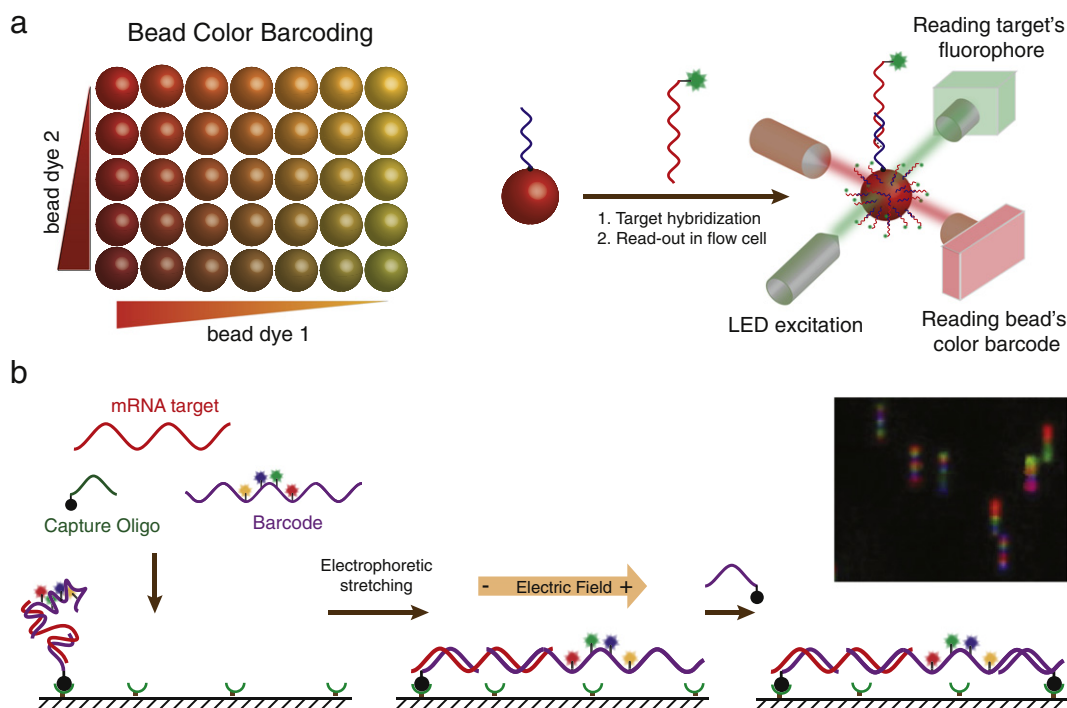 a
Bead Color Barcoding
bead dye 2
bead dye 1
1. Target hybridization
2. Read-out in flow cell
Reading target's
fluorophore
LED excitation
Reading bead's
color barcode
b
mRNA target
Capture Oligo
Barcode
Electrophoretic
stretching
- Electric Field +